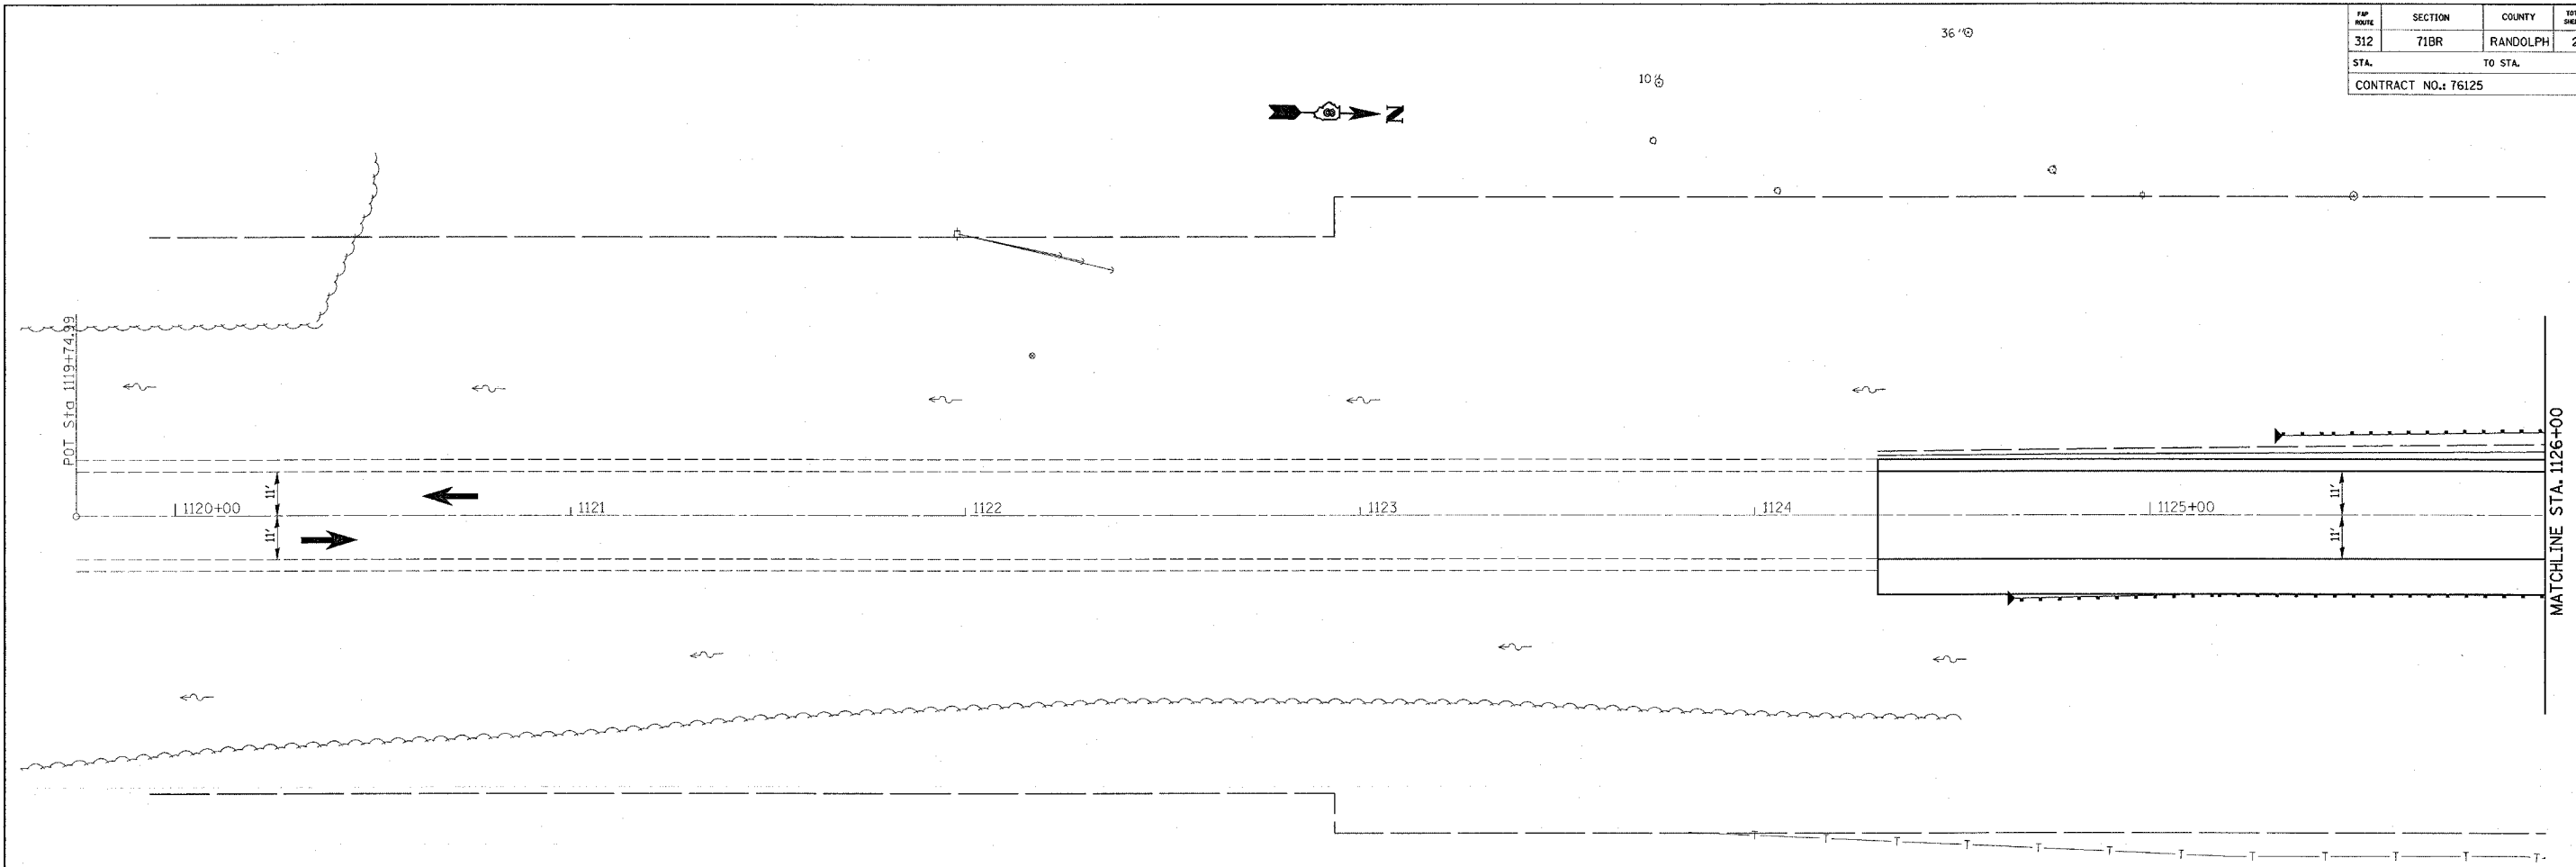 FAP ROUTE SECTION COUNTY
312 71BR RANDOLPH 2
STA. TO STA.
CONTRACT NO.: 76125
36"
10"
N
POT Sta 1119+74.99
11'
11'
1120+00 1121 1122 1123 1124 1125+00
11'
11'
MATCHLINE STA. 1126+00
T T T T T T T T T T T T